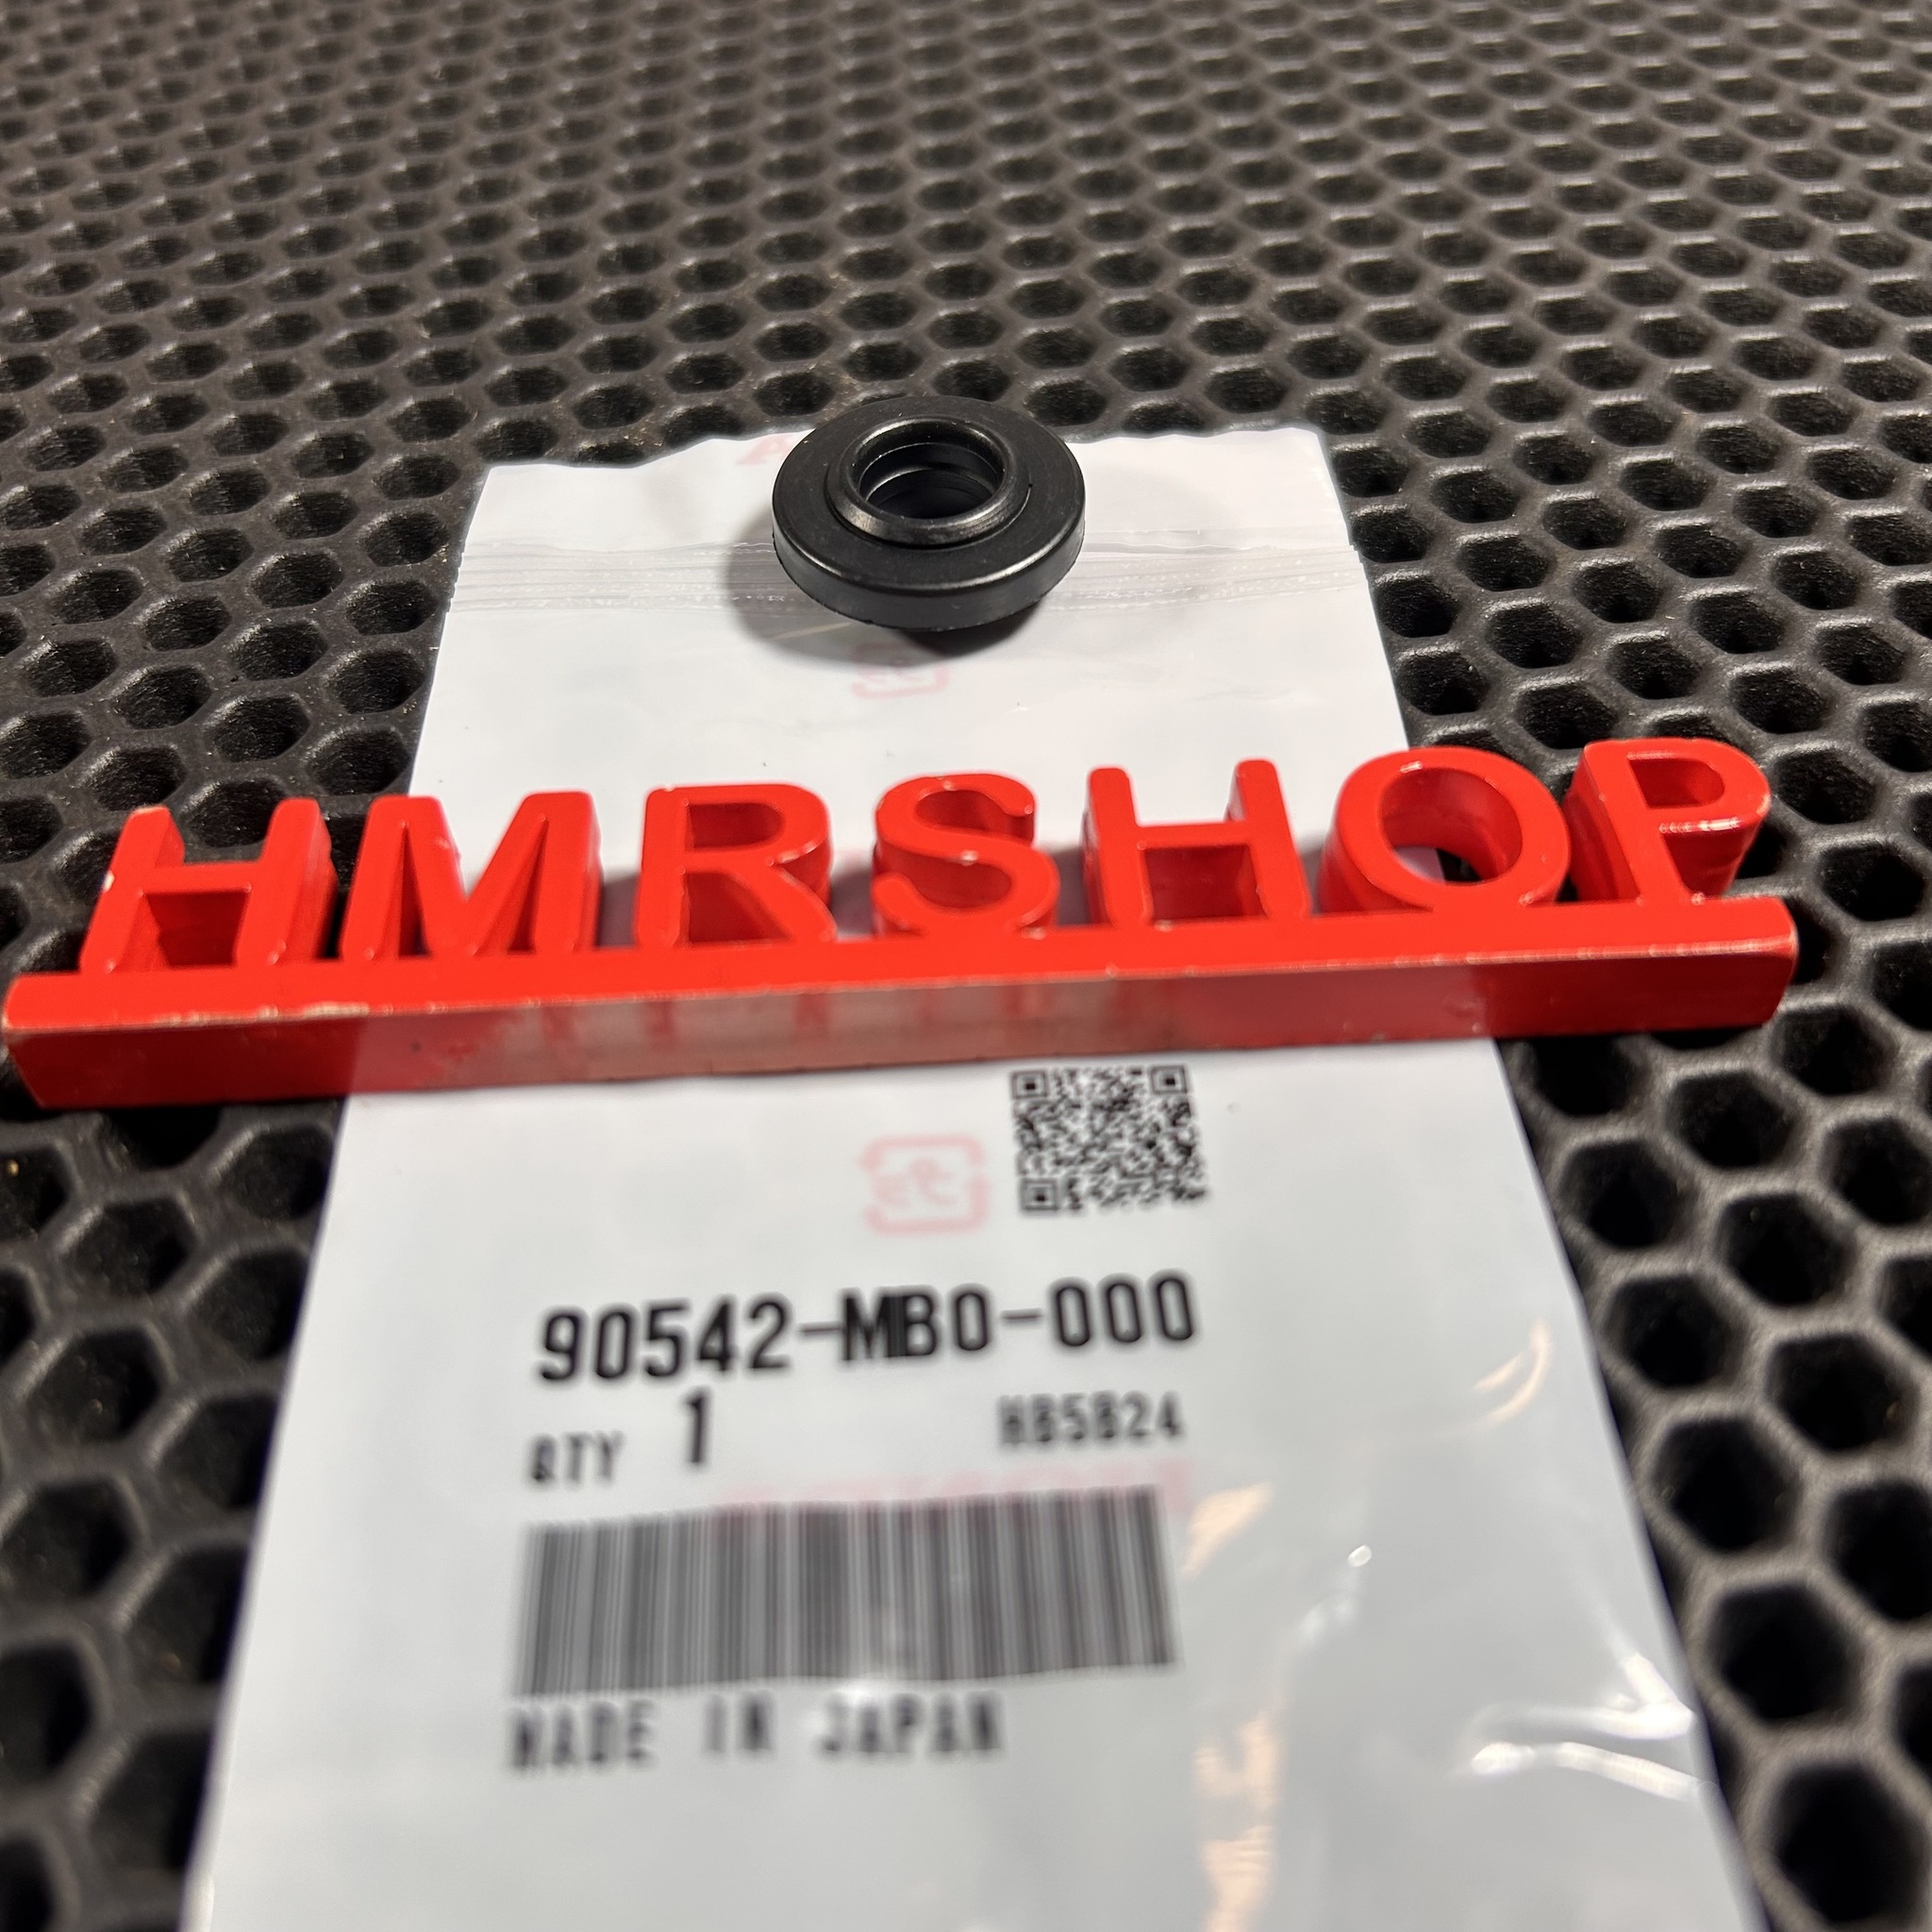 HMRSHOP
90542-MB0-000
QTY 1 HB5B24
MADE IN JAPAN